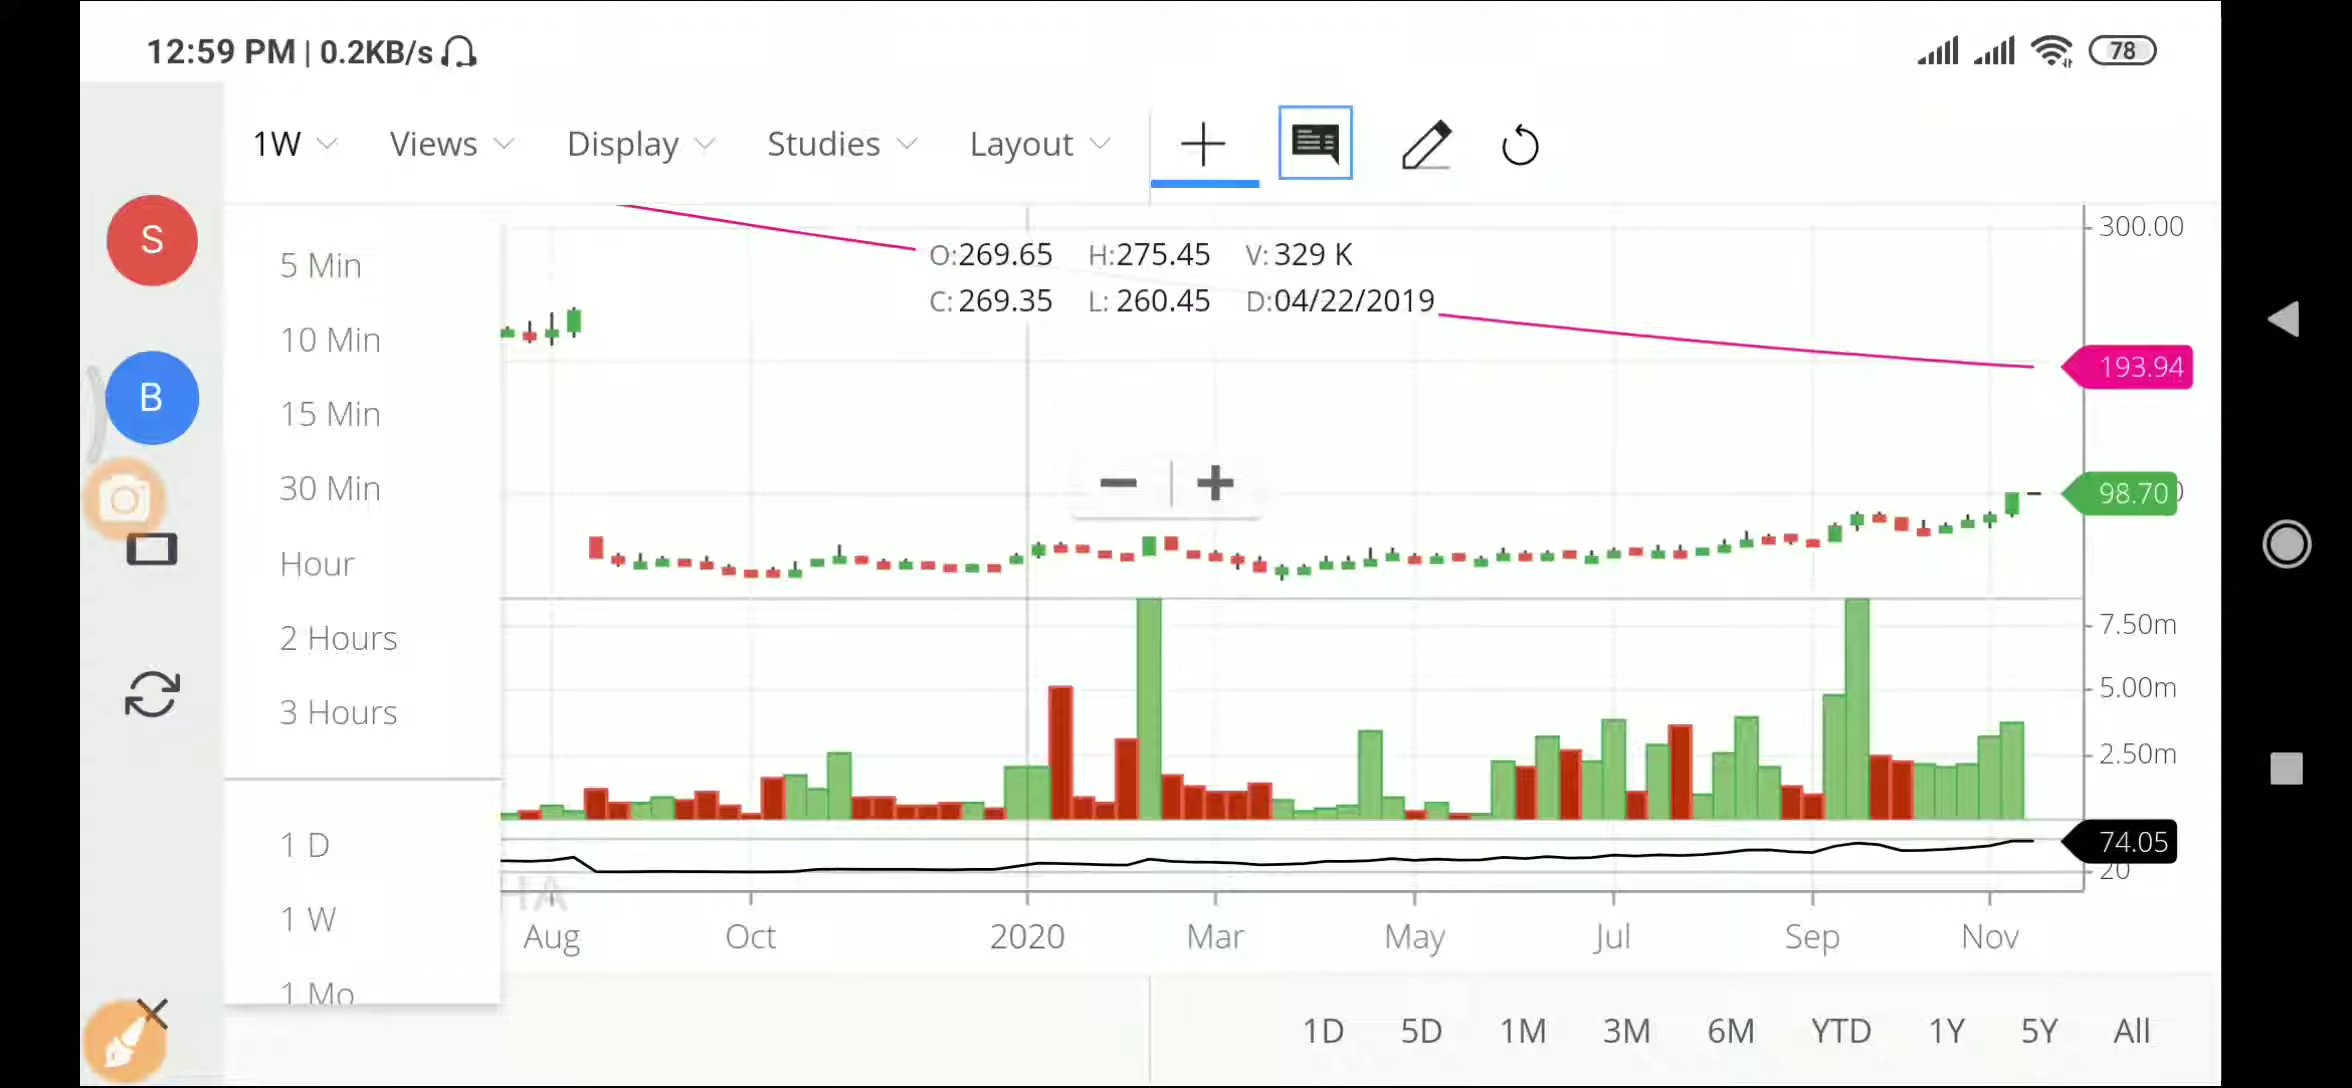 12:59 PM | 0.2KB/s
78
1W Views Display Studies Layout
S
B
5 Min
10 Min
15 Min
30 Min
Hour
2 Hours
3 Hours
1 D
1 W
1 Mo
O:269.65 H:275.45 V:329 K
C:269.35 L:260.45 D:04/22/2019
300.00
193.94
98.70
7.50m
5.00m
2.50m
74.05
20
Aug Oct 2020 Mar May Jul Sep Nov
1D 5D 1M 3M 6M YTD 1Y 5Y All